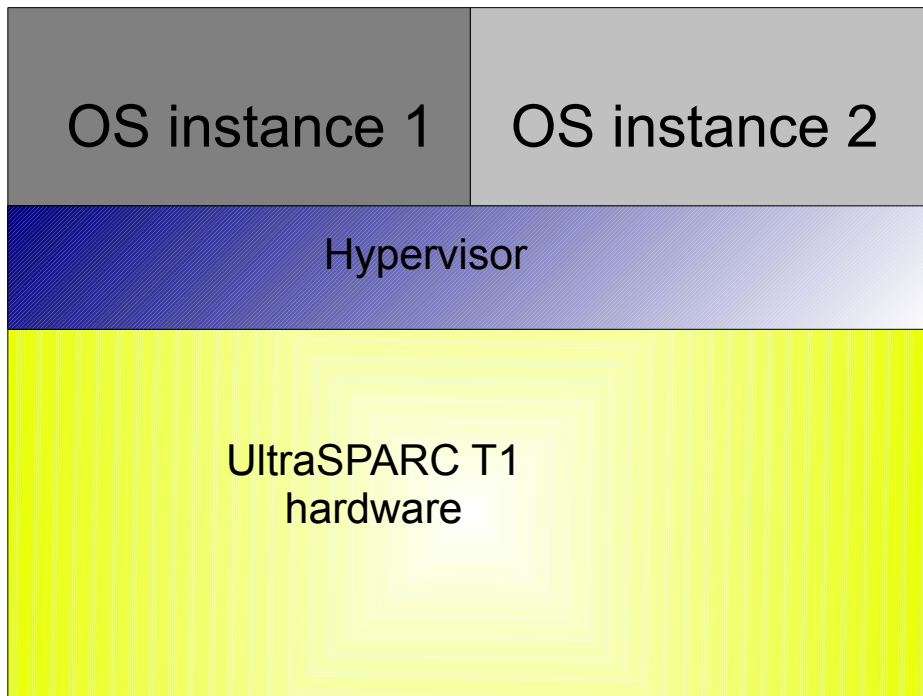 OS instance 1
OS instance 2
Hypervisor
UltraSPARC T1
hardware